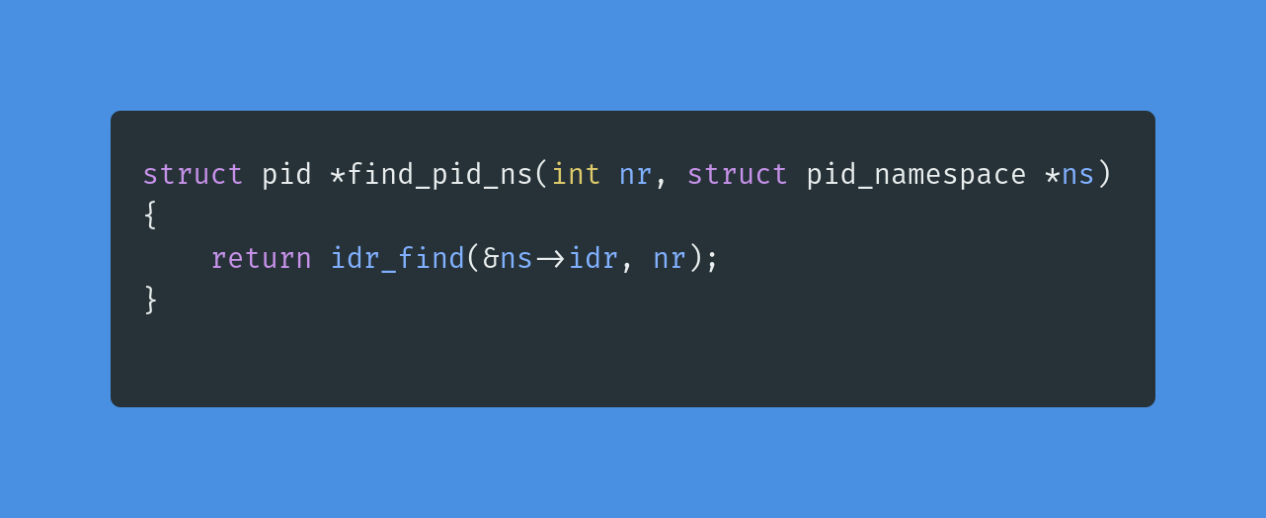 struct pid *find_pid_ns(int nr, struct pid_namespace *ns)
{
    return idr_find(&ns->idr, nr);
}